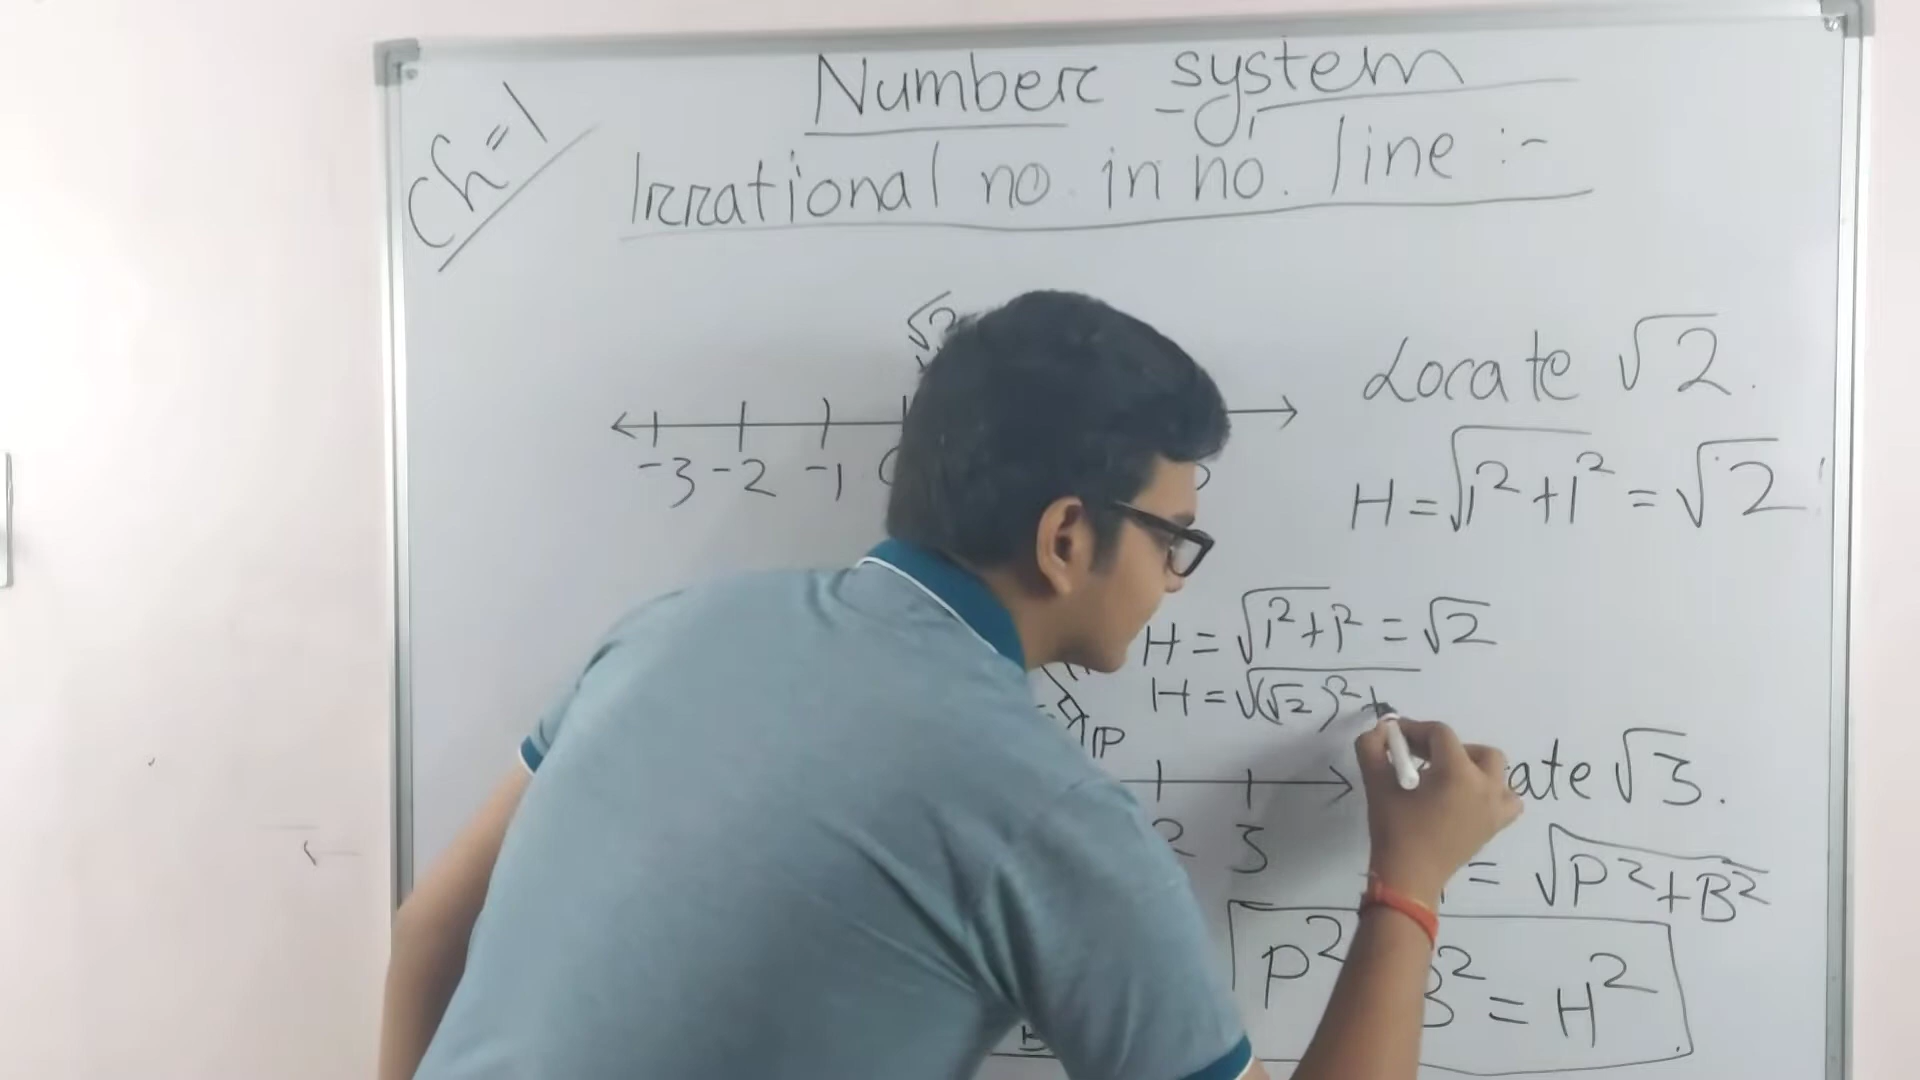 Ch=1
Number system
Irrational no. in no. line :-
√2
-3 -2 -1
Locate √2.
H=√1²+1² = √2
H = √1²+1² = √2
H = √(√2)²+
1P
ate √3.
2 3
= √P²+B²
P² B² = H²